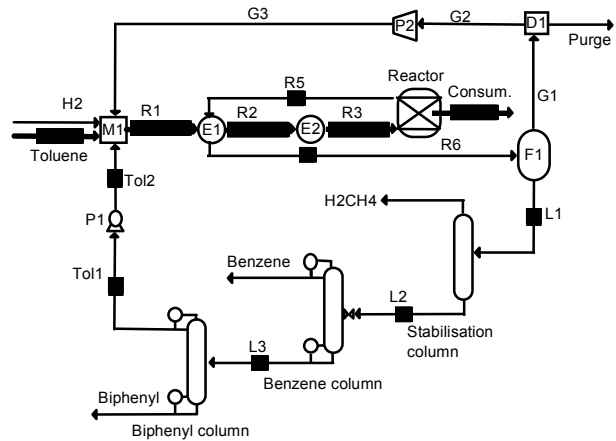 G3
P2
G2
D1
Purge
H2
Toluene
M1
R1
E1
R5
R2
E2
R3
Reactor
Consum.
R6
G1
F1
Tol2
P1
Tol1
H2CH4
L1
Benzene
L2
Stabilisation
column
L3
Benzene column
Biphenyl
Biphenyl column